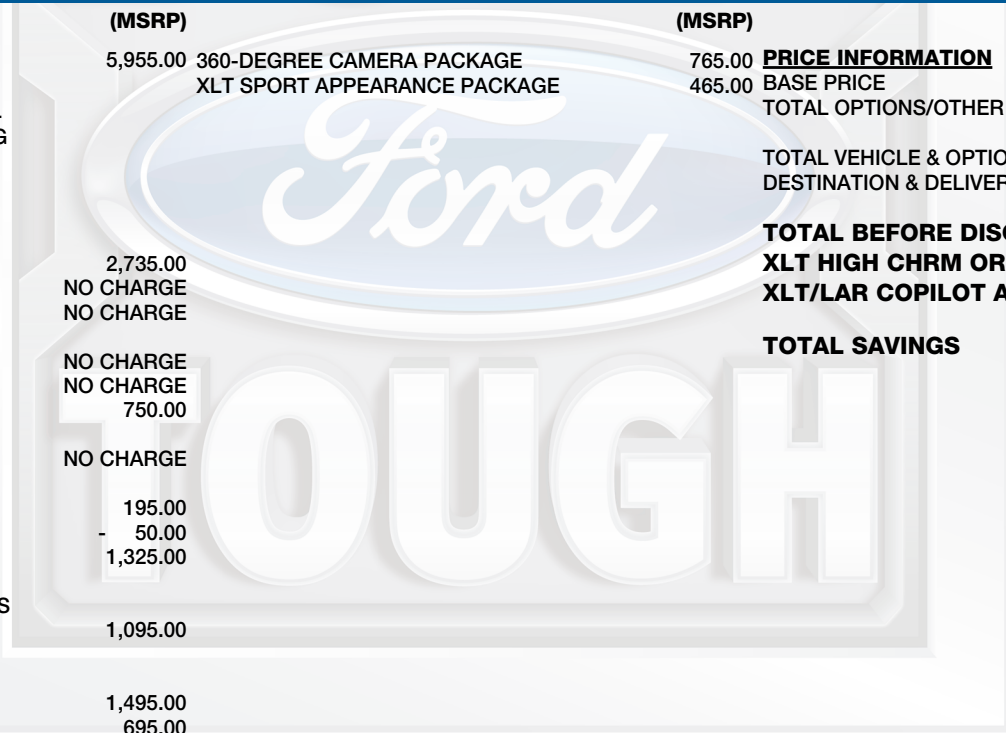 (MSRP)
5,955.00
G
2,735.00
NO CHARGE
NO CHARGE
NO CHARGE
NO CHARGE
750.00
NO CHARGE
195.00
- 50.00
1,325.00
S
1,095.00
1,495.00
695.00
360-DEGREE CAMERA PACKAGE
XLT SPORT APPEARANCE PACKAGE
(MSRP)
765.00
465.00
PRICE INFORMATION
BASE PRICE
TOTAL OPTIONS/OTHER
TOTAL VEHICLE & OPTIO
DESTINATION & DELIVER
TOTAL BEFORE DISC
XLT HIGH CHRM OR
XLT/LAR COPILOT A
TOTAL SAVINGS
Ford
TOUGH